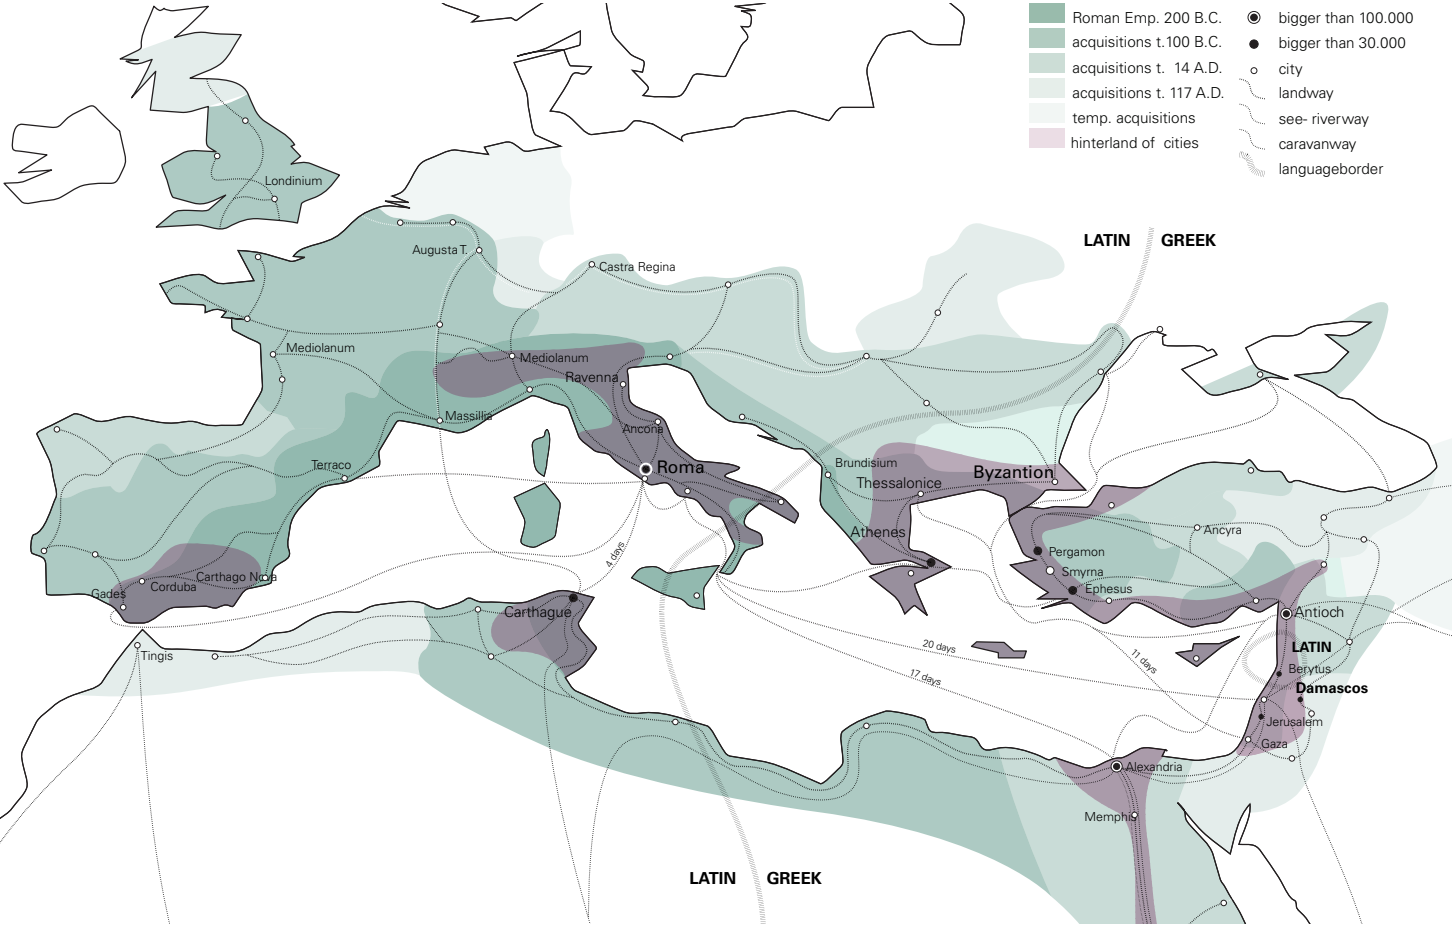 Roman Emp. 200 B.C.
bigger than 100.000
acquisitions t.100 B.C.
bigger than 30.000
acquisitions t. 14 A.D.
city
acquisitions t. 117 A.D.
landway
temp. acquisitions
see- riverway
hinterland of cities
caravanway
languageborder
Londinium
LATIN GREEK
Augusta T.
Castra Regina
Mediolanum
Mediolanum
Ravenna
Massillia
Ancona
Terraco
Roma
Brundisium
Byzantion
Thessalonice
Athenes
Ancyra
4 days
Pergamon
Smyrna
Ephesus
Carthago Nova
Corduba
Gades
Carthague
Antioch
Tingis
20 days
17 days
11 days
LATIN
Berytus
Damascos
Jerusalem
Gaza
Alexandria
Memphis
LATIN GREEK